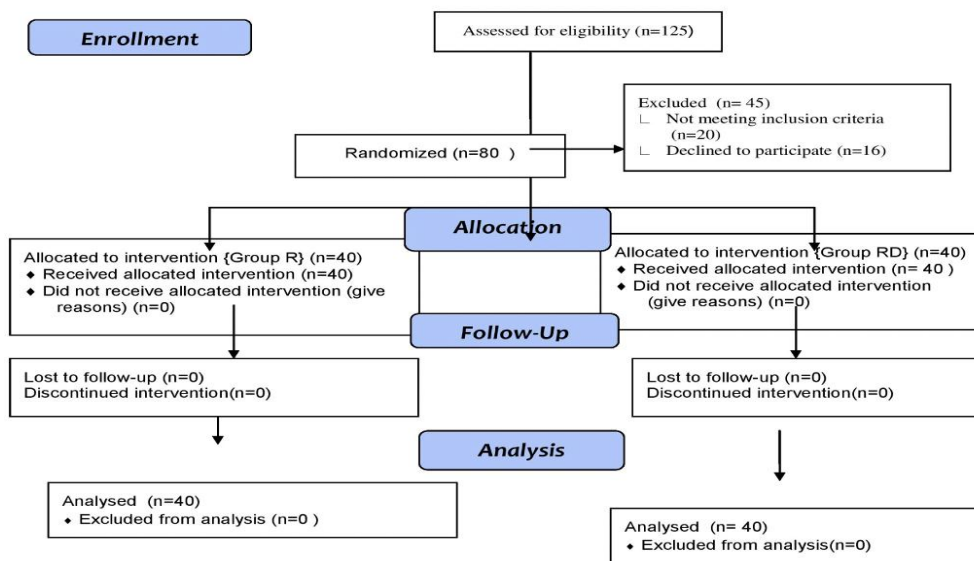 Enrollment
Assessed for eligibility (n=125)
Excluded (n= 45)
Not meeting inclusion criteria
(n=20)
Declined to participate (n=16)
Randomized (n=80 )
Allocation
Allocated to intervention {Group R} (n=40)
◆ Received allocated intervention (n=40)
◆ Did not receive allocated intervention (give
reasons) (n=0)
Allocated to intervention {Group RD} (n=40)
◆ Received allocated intervention (n= 40 )
◆ Did not receive allocated intervention
(give reasons) (n=0)
Follow-Up
Lost to follow-up (n=0)
Discontinued intervention(n=0)
Lost to follow-up (n=0)
Discontinued intervention(n=0)
Analysis
Analysed (n=40)
◆ Excluded from analysis (n=0 )
Analysed (n= 40)
◆ Excluded from analysis(n=0)